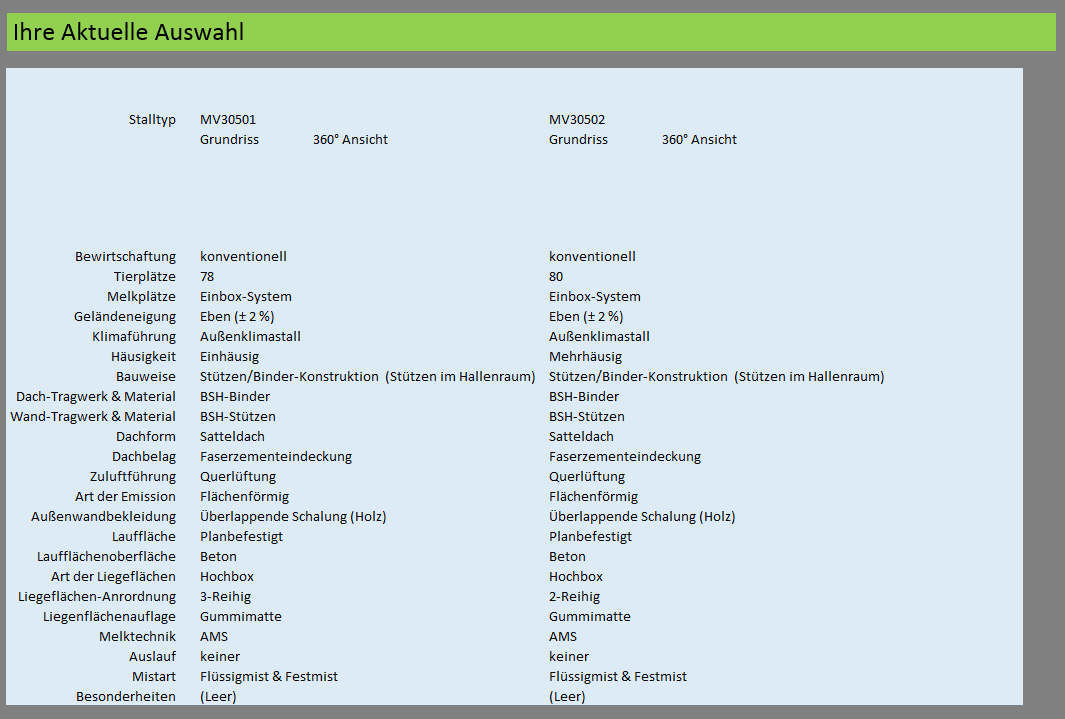 Ihre Aktuelle Auswahl
Stalltyp MV30501 MV30502
Grundriss 360° Ansicht Grundriss 360° Ansicht
Bewirtschaftung konventionell konventionell
Tierplätze 78 80
Melkplätze Einbox-System Einbox-System
Geländeneigung Eben (± 2 %) Eben (± 2 %)
Klimaführung Außenklimastall Außenklimastall
Häusigkeit Einhäusig Mehrhäusig
Bauweise Stützen/Binder-Konstruktion (Stützen im Hallenraum) Stützen/Binder-Konstruktion (Stützen im Hallenraum)
Dach-Tragwerk & Material BSH-Binder BSH-Binder
Wand-Tragwerk & Material BSH-Stützen BSH-Stützen
Dachform Satteldach Satteldach
Dachbelag Faserzementeindeckung Faserzementeindeckung
Zuluftführung Querlüftung Querlüftung
Art der Emission Flächenförmig Flächenförmig
Außenwandbekleidung Überlappende Schalung (Holz) Überlappende Schalung (Holz)
Lauffläche Planbefestigt Planbefestigt
Laufflächenoberfläche Beton Beton
Art der Liegeflächen Hochbox Hochbox
Liegeflächen-Anrordnung 3-Reihig 2-Reihig
Liegenflächenauflage Gummimatte Gummimatte
Melktechnik AMS AMS
Auslauf keiner keiner
Mistart Flüssigmist & Festmist Flüssigmist & Festmist
Besonderheiten (Leer) (Leer)